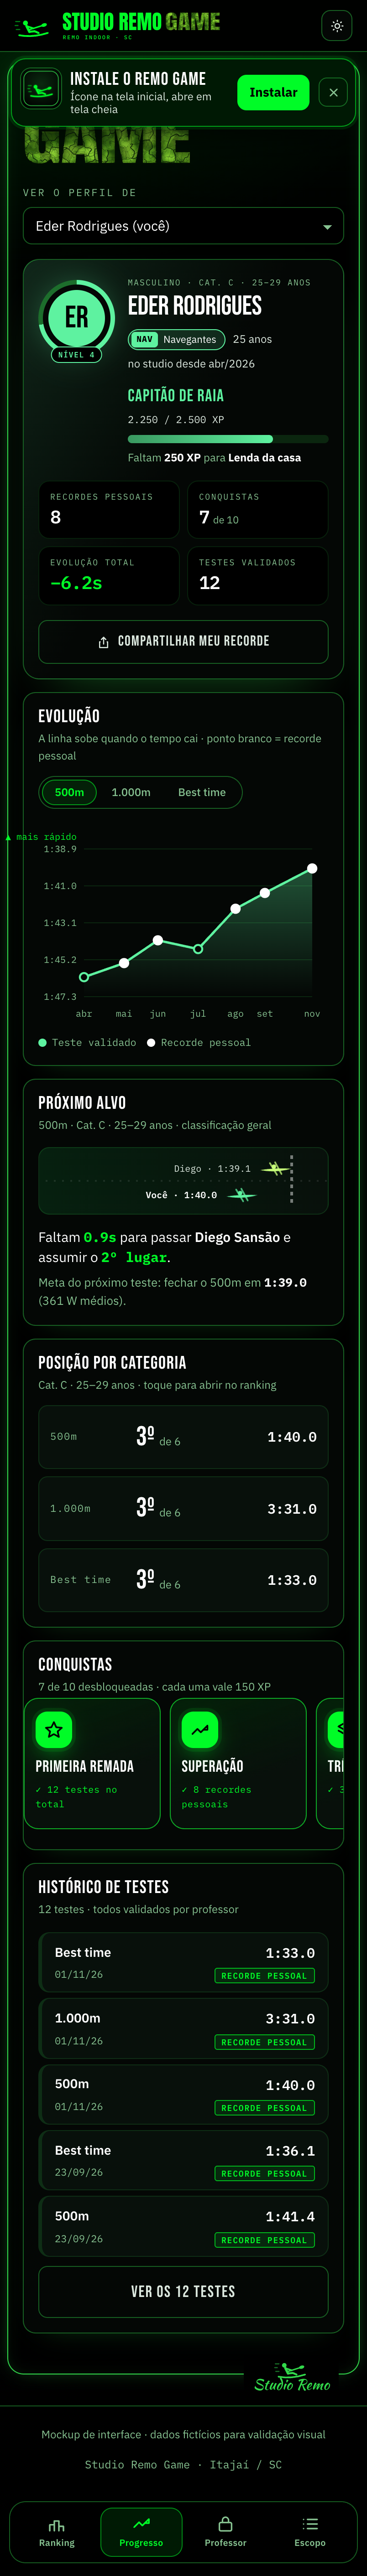 STUDIO REMO GAME
REMO INDOOR · SC
INSTALE O REMO GAME
Ícone na tela inicial, abre em
tela cheia
Instalar
GAME
VER O PERFIL DE
Eder Rodrigues (você)
ER
NÍVEL 4
MASCULINO · CAT. C · 25–29 ANOS
EDER RODRIGUES
NAV Navegantes 25 anos
no studio desde abr/2026
CAPITÃO DE RAIA
2.250 / 2.500 XP
Faltam 250 XP para Lenda da casa
RECORDES PESSOAIS
8
CONQUISTAS
7 de 10
EVOLUÇÃO TOTAL
−6.2s
TESTES VALIDADOS
12
COMPARTILHAR MEU RECORDE
EVOLUÇÃO
A linha sobe quando o tempo cai · ponto branco = recorde
pessoal
500m 1.000m Best time
▲ mais rápido
1:38.9
1:41.0
1:43.1
1:45.2
1:47.3
abr mai jun jul ago set nov
Teste validado Recorde pessoal
PRÓXIMO ALVO
500m · Cat. C · 25–29 anos · classificação geral
Diego · 1:39.1
Você · 1:40.0
Faltam 0.9s para passar Diego Sansão e
assumir o 2º lugar.
Meta do próximo teste: fechar o 500m em 1:39.0
(361 W médios).
POSIÇÃO POR CATEGORIA
Cat. C · 25–29 anos · toque para abrir no ranking
500m 3º de 6 1:40.0
1.000m 3º de 6 3:31.0
Best time 3º de 6 1:33.0
CONQUISTAS
7 de 10 desbloqueadas · cada uma vale 150 XP
PRIMEIRA REMADA
✓ 12 testes no
total
SUPERAÇÃO
✓ 8 recordes
pessoais
TRI
✓ 3
HISTÓRICO DE TESTES
12 testes · todos validados por professor
Best time 1:33.0
01/11/26 RECORDE PESSOAL
1.000m 3:31.0
01/11/26 RECORDE PESSOAL
500m 1:40.0
01/11/26 RECORDE PESSOAL
Best time 1:36.1
23/09/26 RECORDE PESSOAL
500m 1:41.4
23/09/26 RECORDE PESSOAL
VER OS 12 TESTES
Studio Remo
Mockup de interface · dados fictícios para validação visual
Studio Remo Game · Itajaí / SC
Ranking Progresso Professor Escopo